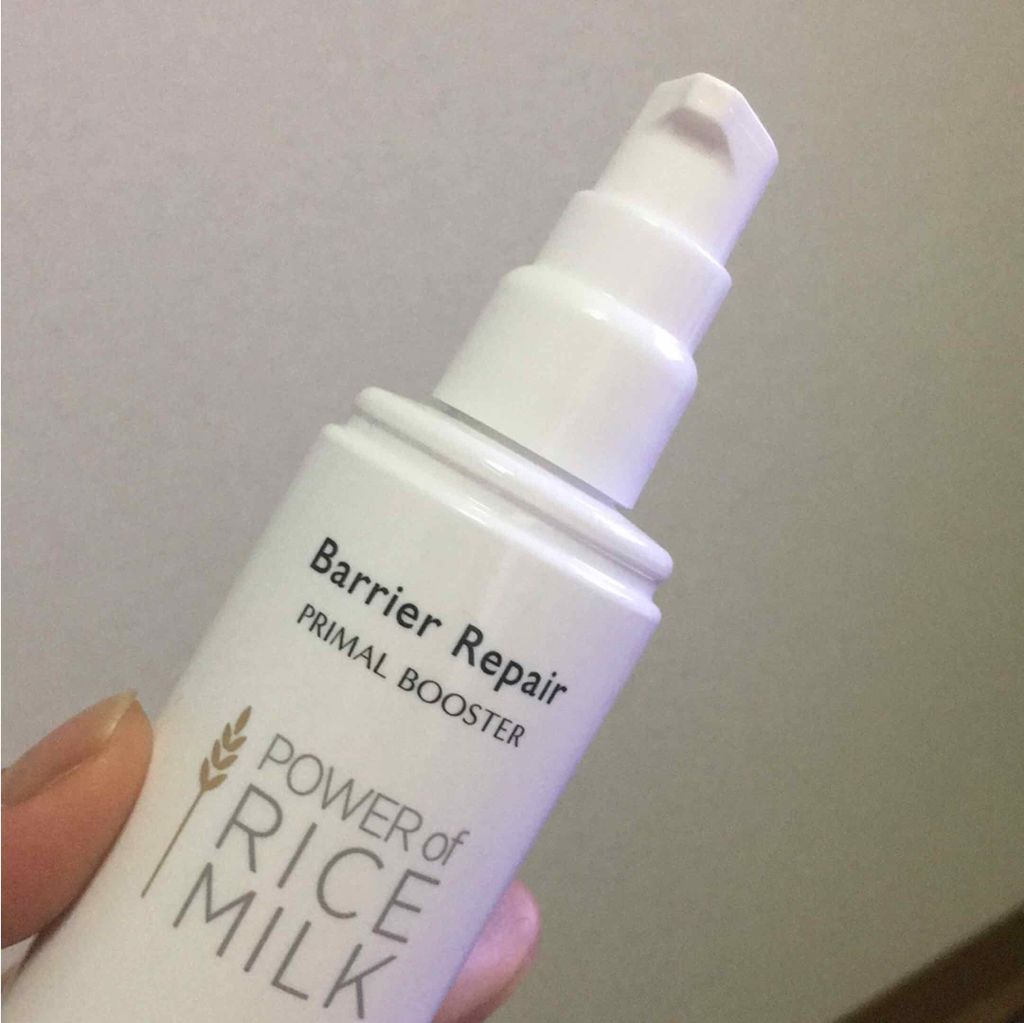 Barrier Repair
PRIMAL BOOSTER
POWER of
RICE
MILK